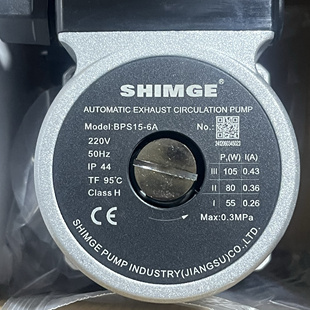 SHIMGE®
AUTOMATIC EXHAUST CIRCULATION PUMP
Model:BPS15-6A No.:
220V
50Hz
IP 44
TF 95℃
Class H
CE
P₁(W) I(A)
III 105 0.43
II 80 0.36
I 55 0.26
Max:0.3MPa
SHIMGE PUMP INDUSTRY(JIANGSU)CO.,LTD.